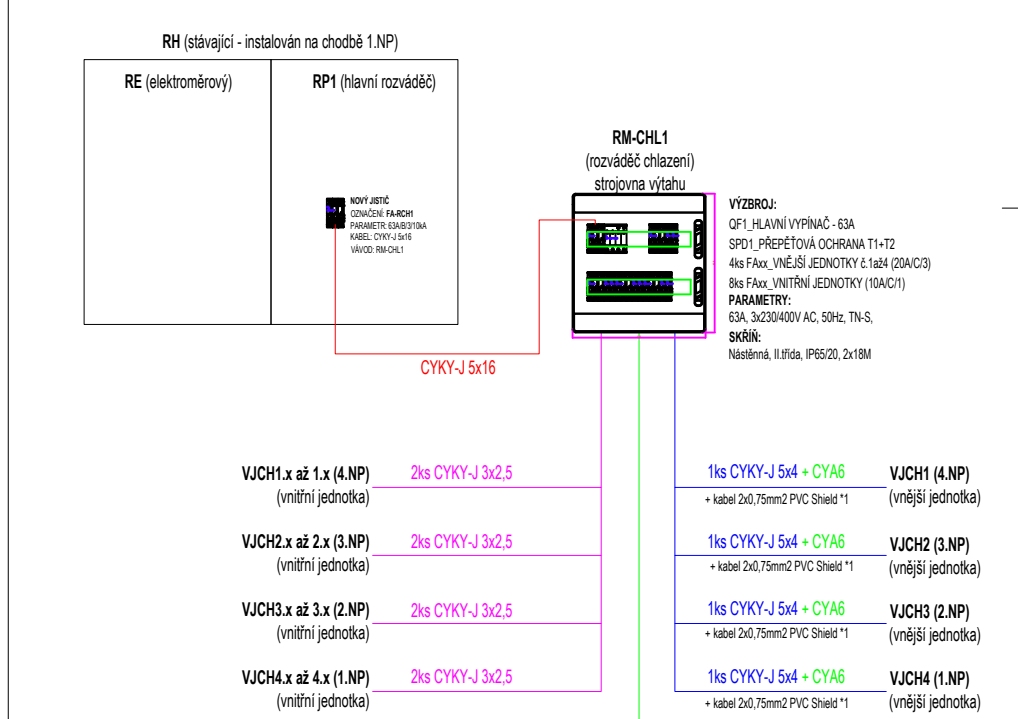 RH (stávající - instalován na chodbě 1.NP)
RE (elektroměrový)
RP1 (hlavní rozváděč)
NOVÝ JISTIČ
OZNAČENÍ: FA-RCH1
PARAMETR: 63A/B/3/10kA
KABEL: CYKY-J 5x16
VÁVOD: RM-CHL1
CYKY-J 5x16
RM-CHL1
(rozváděč chlazení)
strojovna výtahu
VÝZBROJ:
QF1_HLAVNÍ VYPÍNAČ - 63A
SPD1_PŘEPĚŤOVÁ OCHRANA T1+T2
4ks FAxx_VNĚJŠÍ JEDNOTKY č.1až4 (20A/C/3)
8ks FAxx_VNITŘNÍ JEDNOTKY (10A/C/1)
PARAMETRY:
63A, 3x230/400V AC, 50Hz, TN-S,
SKŘÍŇ:
Nástěnná, II.třída, IP65/20, 2x18M
VJCH1.x až 1.x (4.NP)
(vnitřní jednotka)
2ks CYKY-J 3x2,5
1ks CYKY-J 5x4 + CYA6
+ kabel 2x0,75mm2 PVC Shield *1
VJCH1 (4.NP)
(vnější jednotka)
VJCH2.x až 2.x (3.NP)
(vnitřní jednotka)
2ks CYKY-J 3x2,5
1ks CYKY-J 5x4 + CYA6
+ kabel 2x0,75mm2 PVC Shield *1
VJCH2 (3.NP)
(vnější jednotka)
VJCH3.x až 3.x (2.NP)
(vnitřní jednotka)
2ks CYKY-J 3x2,5
1ks CYKY-J 5x4 + CYA6
+ kabel 2x0,75mm2 PVC Shield *1
VJCH3 (2.NP)
(vnější jednotka)
VJCH4.x až 4.x (1.NP)
(vnitřní jednotka)
2ks CYKY-J 3x2,5
1ks CYKY-J 5x4 + CYA6
+ kabel 2x0,75mm2 PVC Shield *1
VJCH4 (1.NP)
(vnější jednotka)